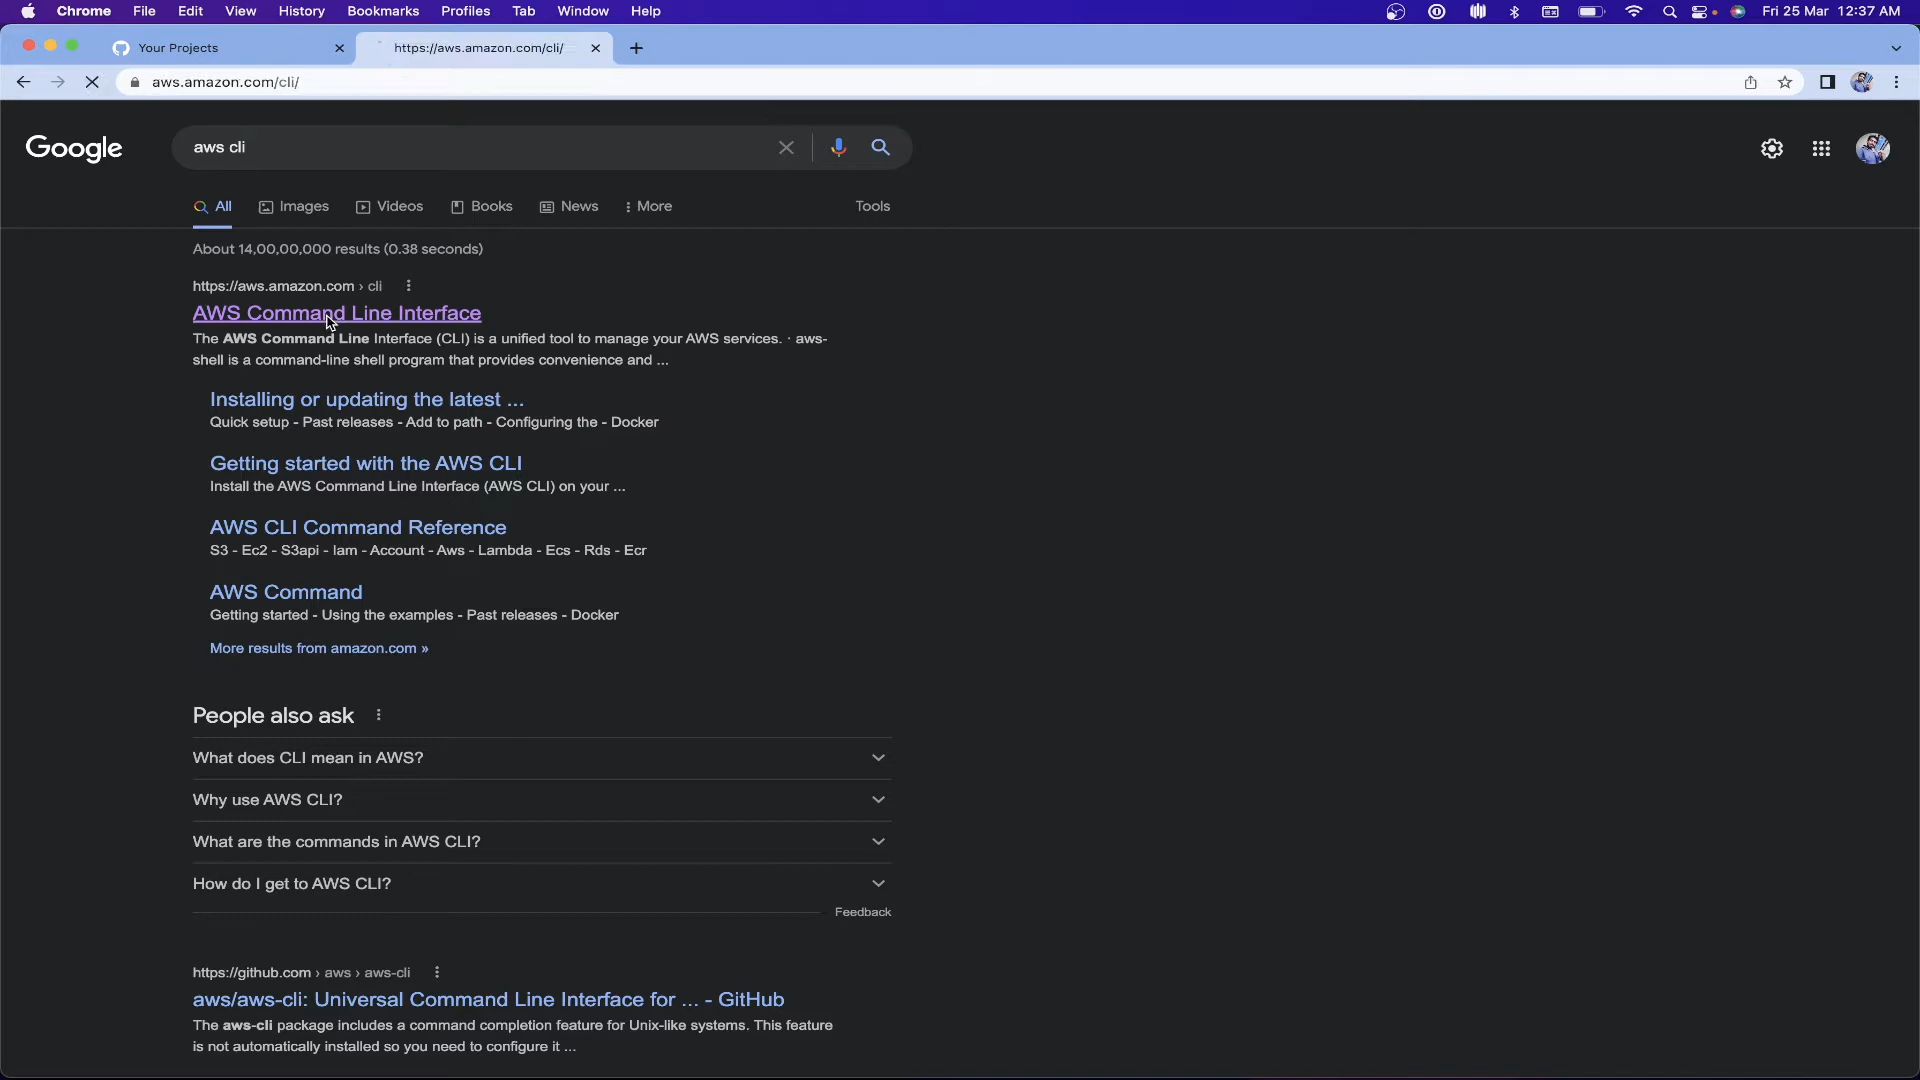 Chrome File Edit View History Bookmarks Profiles Tab Window Help Fri 25 Mar 12:37 AM
Your Projects https://aws.amazon.com/cli/
aws.amazon.com/cli/
Google aws cli
All Images Videos Books News More Tools
About 14,00,00,000 results (0.38 seconds)
https://aws.amazon.com › cli
AWS Command Line Interface
The AWS Command Line Interface (CLI) is a unified tool to manage your AWS services. · aws-
shell is a command-line shell program that provides convenience and ...
Installing or updating the latest ...
Quick setup - Past releases - Add to path - Configuring the - Docker
Getting started with the AWS CLI
Install the AWS Command Line Interface (AWS CLI) on your ...
AWS CLI Command Reference
S3 - Ec2 - S3api - Iam - Account - Aws - Lambda - Ecs - Rds - Ecr
AWS Command
Getting started - Using the examples - Past releases - Docker
More results from amazon.com »
People also ask
What does CLI mean in AWS?
Why use AWS CLI?
What are the commands in AWS CLI?
How do I get to AWS CLI?
Feedback
https://github.com › aws › aws-cli
aws/aws-cli: Universal Command Line Interface for ... - GitHub
The aws-cli package includes a command completion feature for Unix-like systems. This feature
is not automatically installed so you need to configure it ...